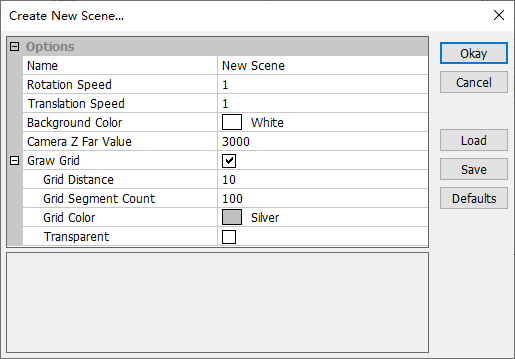 Create New Scene...
Options
Name New Scene
Rotation Speed 1
Translation Speed 1
Background Color White
Camera Z Far Value 3000
Graw Grid
Grid Distance 10
Grid Segment Count 100
Grid Color Silver
Transparent
Okay
Cancel
Load
Save
Defaults